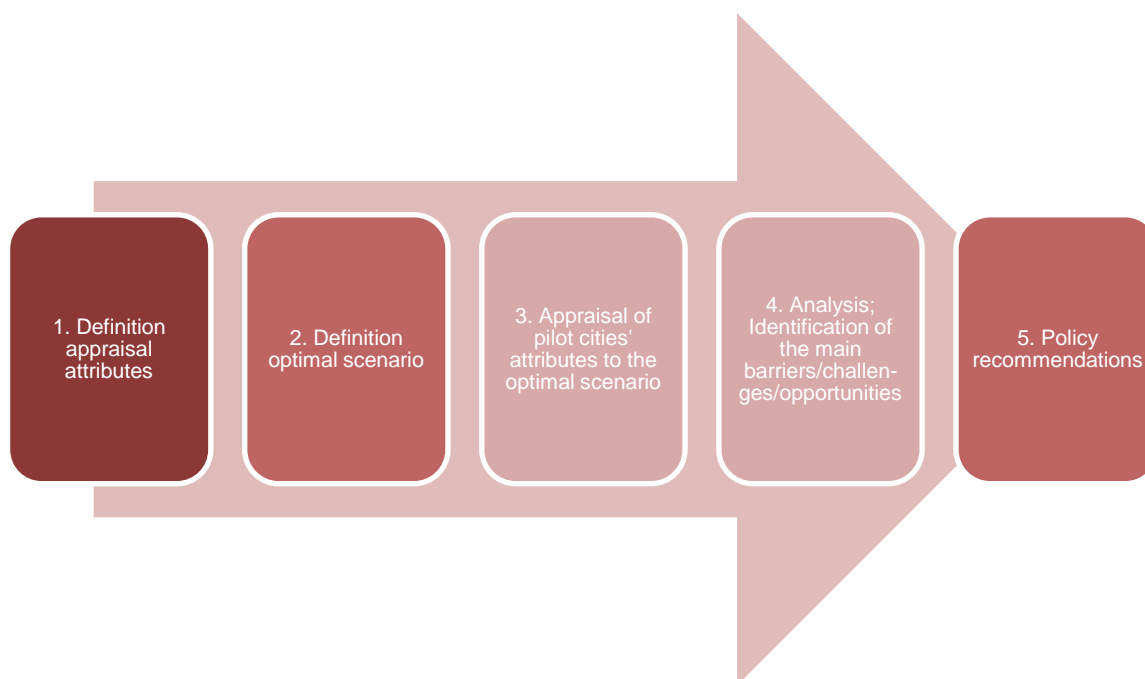 1. Definition
appraisal
attributes
2. Definition
optimal scenario
3. Appraisal of
pilot cities'
attributes to the
optimal scenario
4. Analysis;
Identification of
the main
barriers/challen-
ges/opportunities
5. Policy
recommendations